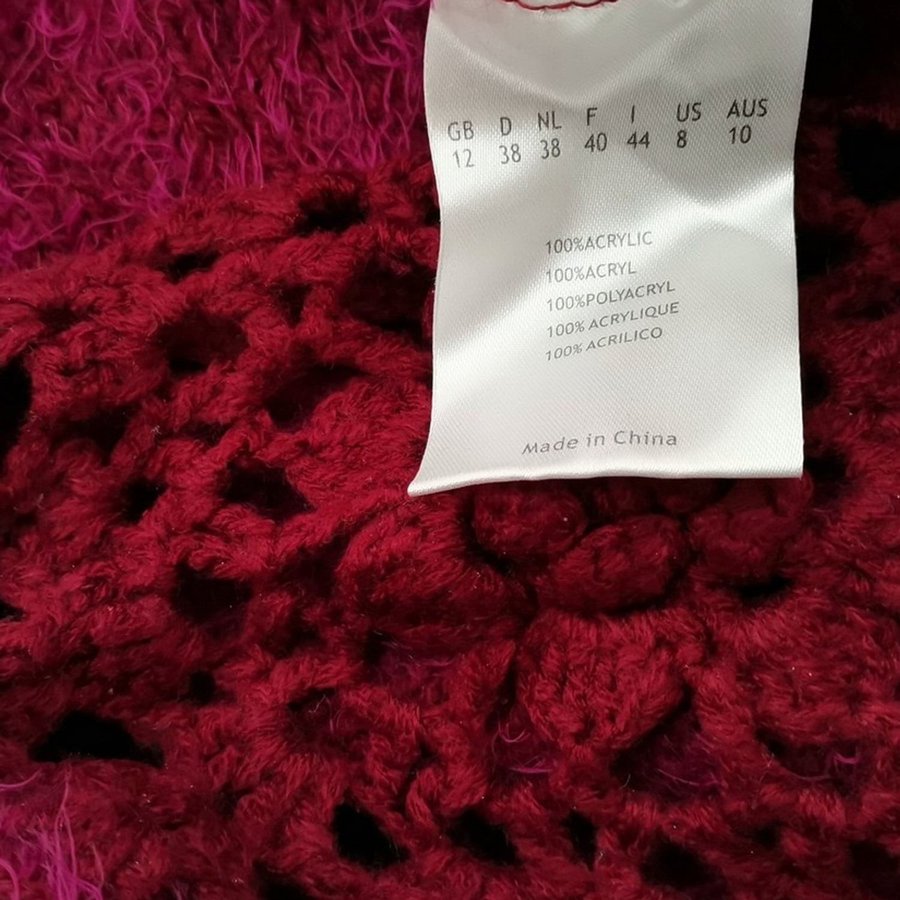 GB D NL F I US AUS
12 38 38 40 44 8 10
100%ACRYLIC
100%ACRYL
100%POLYACRYL
100% ACRYLIQUE
100% ACRILICO
Made in China